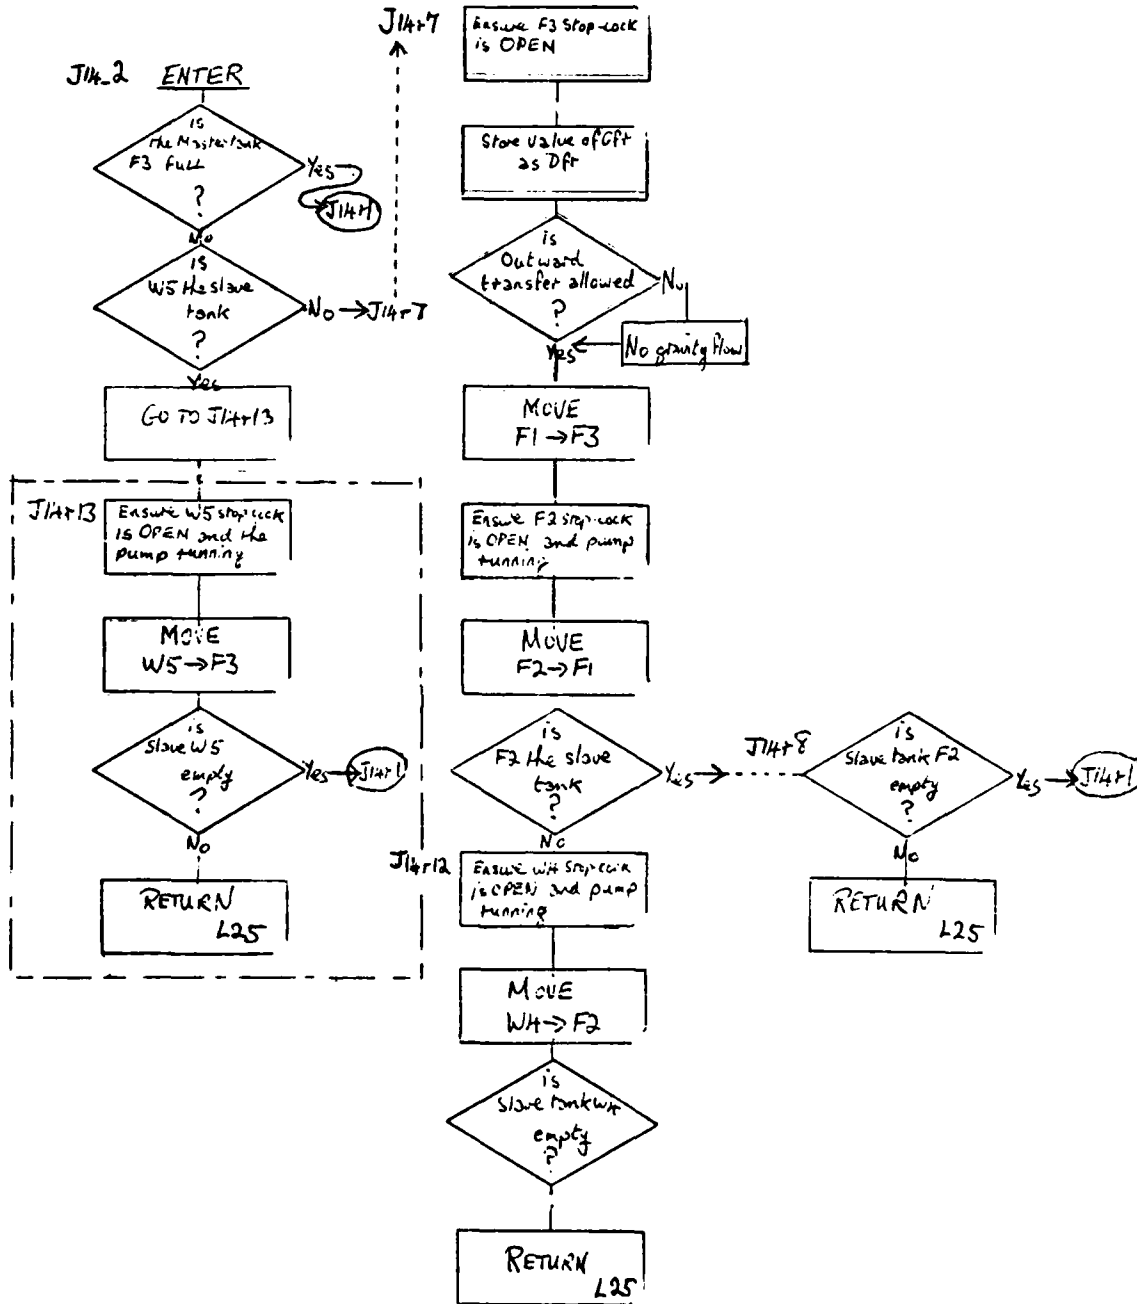 J14-2 ENTER
is
the Master tank
F3 full
?
Yes
J14+1
No
is
W5 the slave
tank
?
No → J14+7
Yes
GO TO J14+13
J14+13
Ensure W5 stop-cock
is OPEN and the
pump running
MOVE
W5 → F3
is
Slave W5
empty
?
Yes → J14+1
No
RETURN
L25
J14+7
Ensure F3 Stop-cock
is OPEN
Store value of Gft
as Dft
is
Outward
transfer allowed
?
No
No gravity flow
Yes
MOVE
F1 → F3
Ensure F2 stop-cock
is OPEN and pump
running
MOVE
F2 → F1
is
F2 the slave
tank
?
Yes →
J14+8
is
Slave tank F2
empty
?
Yes → J14+1
No
RETURN
L25
No
J14+12
Ensure W4 Stop-cock
is OPEN and pump
running
MOVE
W4 → F2
is
Slave tank W4
empty
?
RETURN
L25